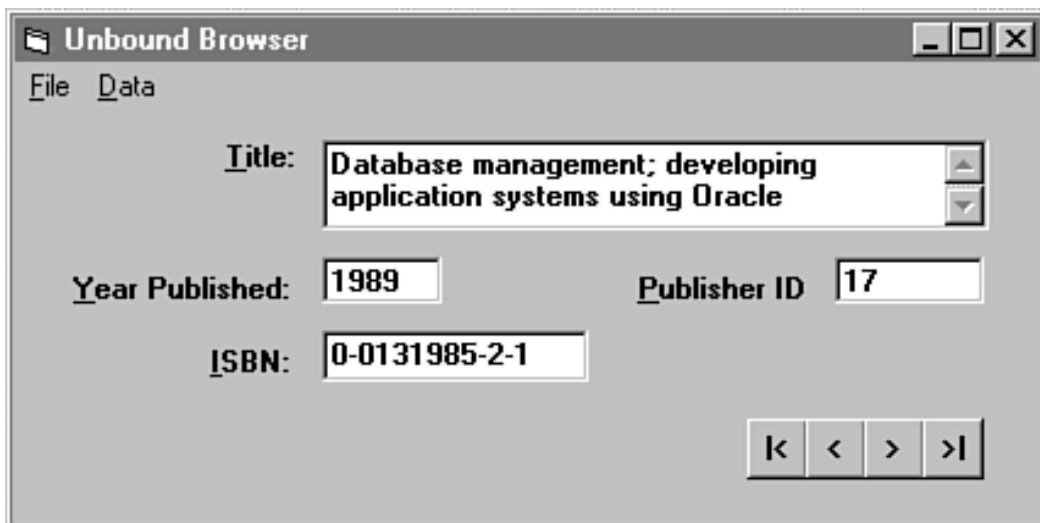 Unbound Browser
File Data
Title:
Database management; developing
application systems using Oracle
Year Published: 1989 Publisher ID 17
ISBN: 0-0131985-2-1
|< < > >|